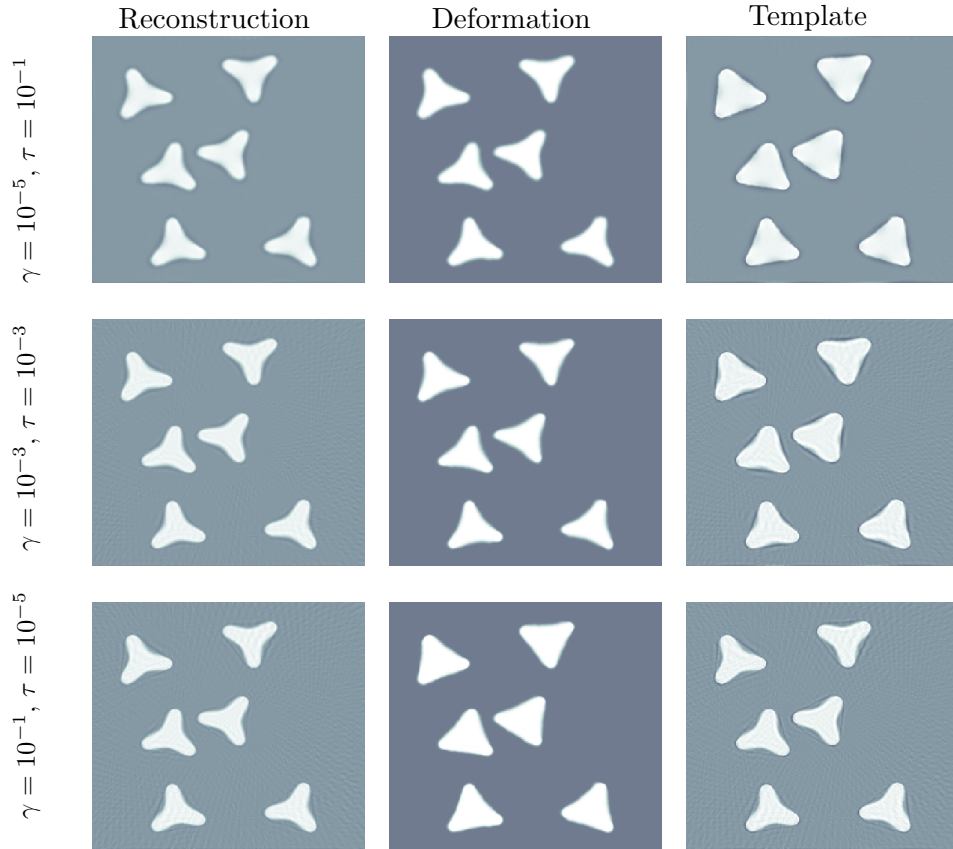 Reconstruction Deformation Template
γ = 10⁻⁵, τ = 10⁻¹
γ = 10⁻³, τ = 10⁻³
γ = 10⁻¹, τ = 10⁻⁵